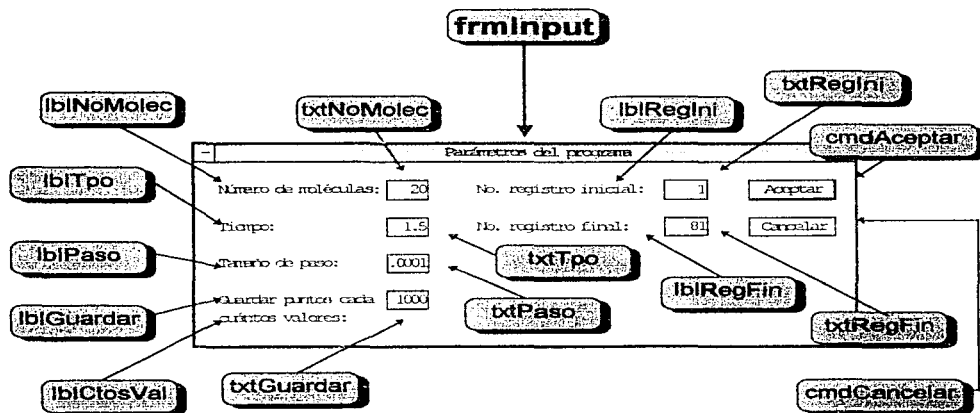 frmInput
lblNoMolec
txtNoMolec
lblRegIni
txtRegIni
cmdAceptar
Parámetros del programa
lblTpo
Número de moléculas: 20 No. registro inicial: 1 Aceptar
Tiempo: 1.5 No. registro final: 81 Cancelar
lblPaso
Tamaño de paso: .0001
txtTpo
lblRegFin
lblGuardar
Guardar puntos cada 1000
cuántos valores:
txtPaso
txtRegFin
lblCtosVal
txtGuardar
cmdCancelar